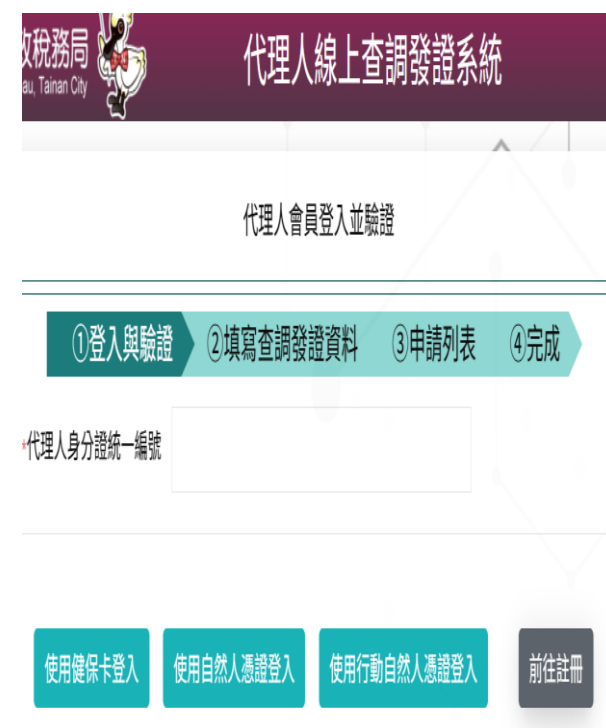 政稅務局
au, Tainan City
代理人線上查調發證系統
代理人會員登入並驗證
①登入與驗證 ②填寫查調發證資料 ③申請列表 ④完成
*代理人身分證統一編號
使用健保卡登入 使用自然人憑證登入 使用行動自然人憑證登入 前往註冊